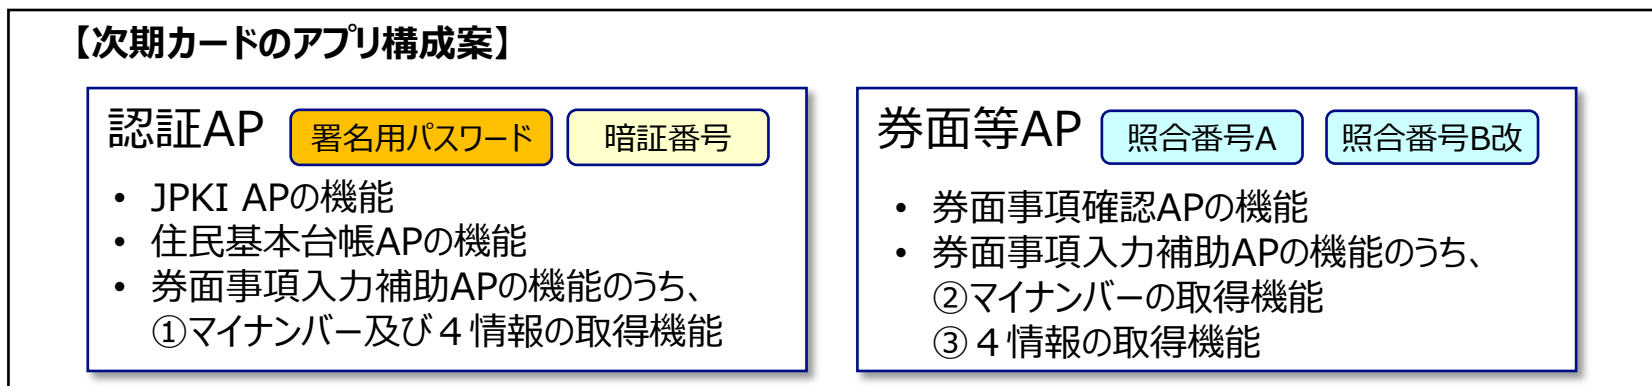 【次期カードのアプリ構成案】
認証AP 署名用パスワード 暗証番号
• JPKI APの機能
• 住民基本台帳APの機能
• 券面事項入力補助APの機能のうち、
①マイナンバー及び４情報の取得機能
券面等AP 照合番号A 照合番号B改
• 券面事項確認APの機能
• 券面事項入力補助APの機能のうち、
②マイナンバーの取得機能
③４情報の取得機能